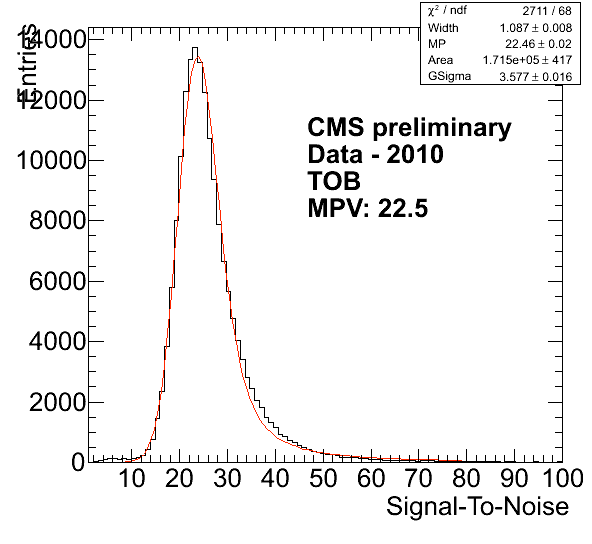 χ² / ndf 2711 / 68
Width 1.087 ± 0.008
MP 22.46 ± 0.02
Area 1.715e+05 ± 417
GSigma 3.577 ± 0.016
Entries
14000
12000
10000
8000
6000
4000
2000
0
CMS preliminary
Data - 2010
TOB
MPV: 22.5
10 20 30 40 50 60 70 80 90 100
Signal-To-Noise